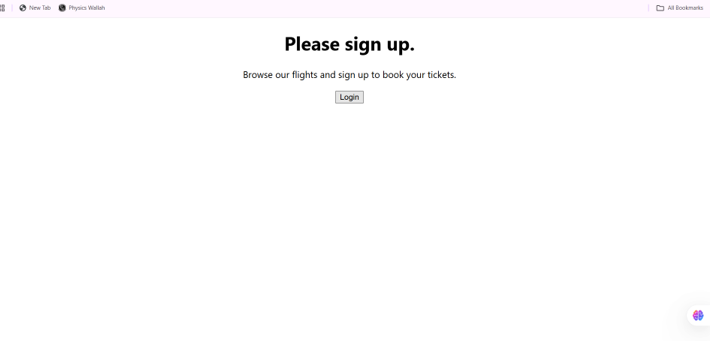 New Tab Physics Wallah All Bookmarks
Please sign up.
Browse our flights and sign up to book your tickets.
Login